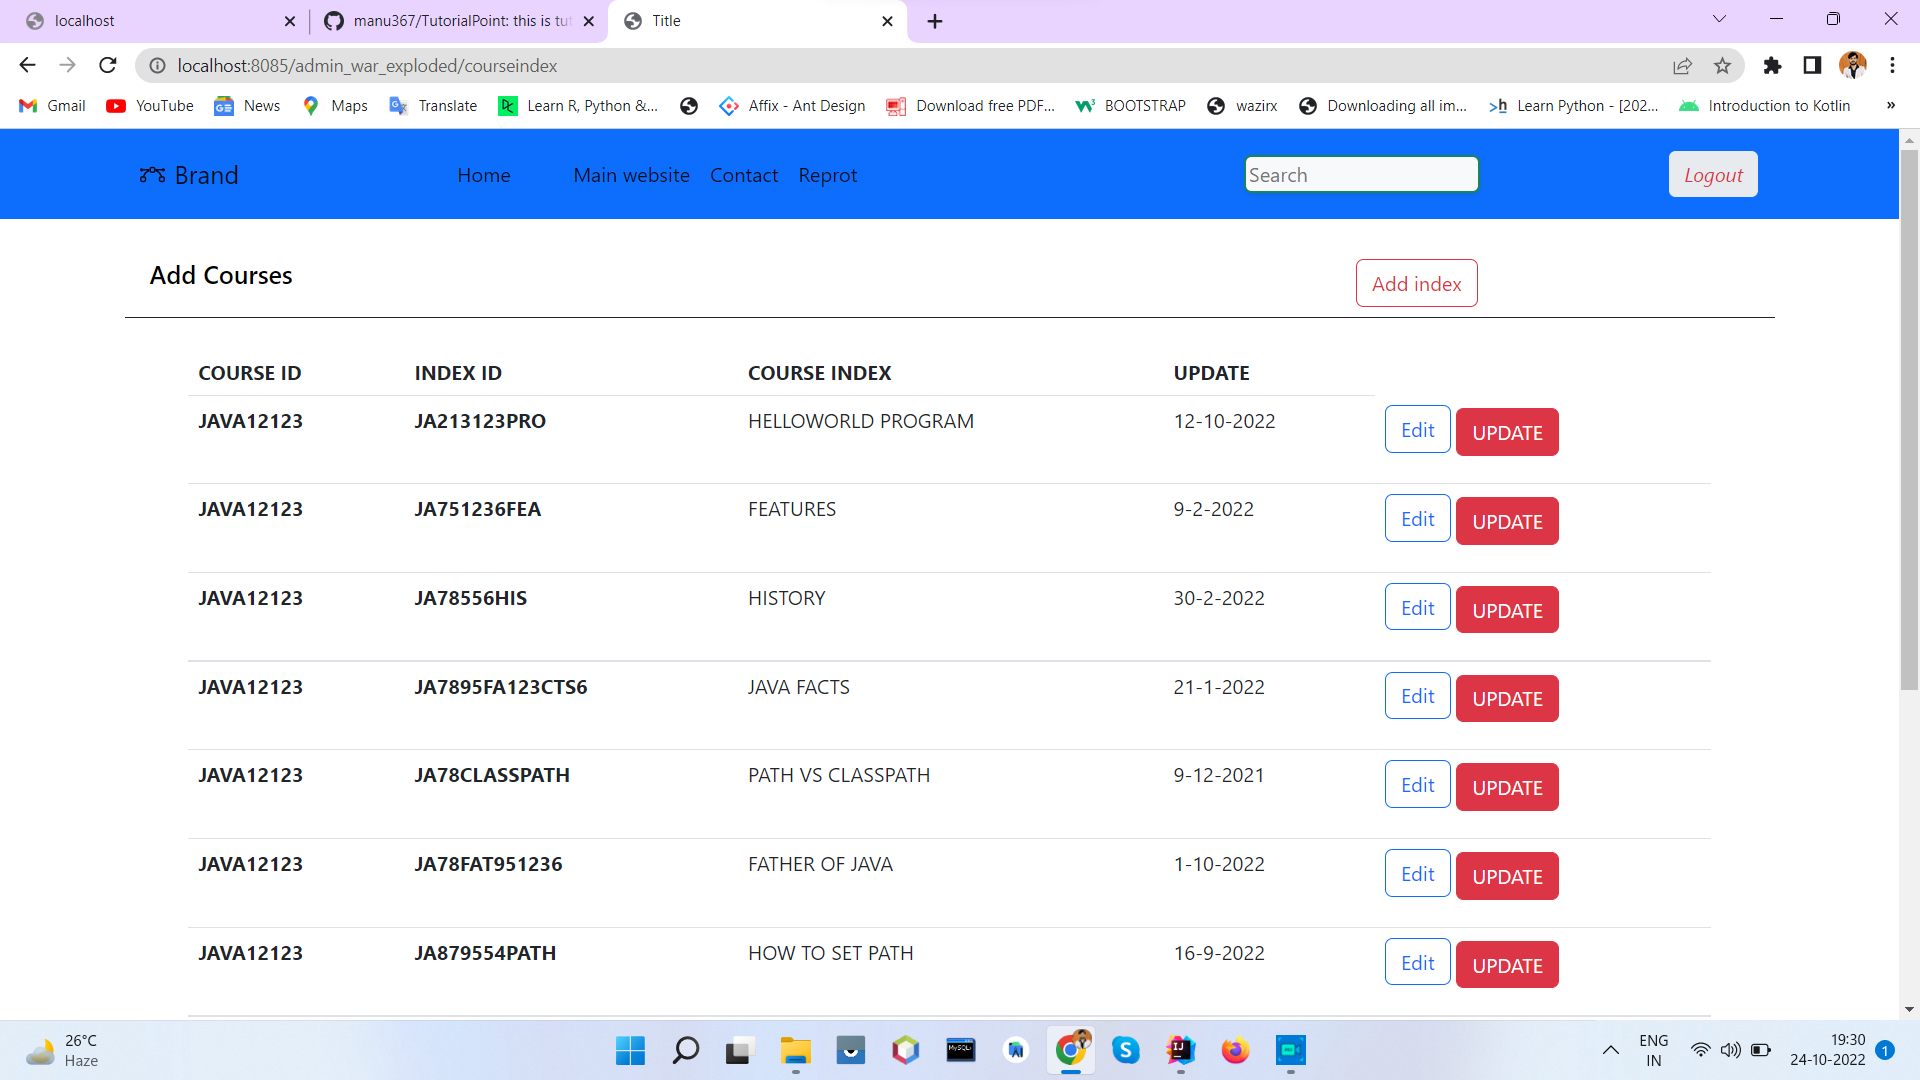 localhost
manu367/TutorialPoint: this is tut
Title
localhost:8085/admin_war_exploded/courseindex
Gmail YouTube News Maps Translate Learn R, Python &... Affix - Ant Design Download free PDF... BOOTSTRAP wazirx Downloading all im... Learn Python - [202... Introduction to Kotlin »
Brand Home Main website Contact Reprot Search Logout
Add Courses Add index
COURSE ID INDEX ID COURSE INDEX UPDATE
JAVA12123 JA213123PRO HELLOWORLD PROGRAM 12-10-2022 Edit UPDATE
JAVA12123 JA751236FEA FEATURES 9-2-2022 Edit UPDATE
JAVA12123 JA78556HIS HISTORY 30-2-2022 Edit UPDATE
JAVA12123 JA7895FA123CTS6 JAVA FACTS 21-1-2022 Edit UPDATE
JAVA12123 JA78CLASSPATH PATH VS CLASSPATH 9-12-2021 Edit UPDATE
JAVA12123 JA78FAT951236 FATHER OF JAVA 1-10-2022 Edit UPDATE
JAVA12123 JA879554PATH HOW TO SET PATH 16-9-2022 Edit UPDATE
26°C
Haze
ENG
IN
19:30
24-10-2022
1